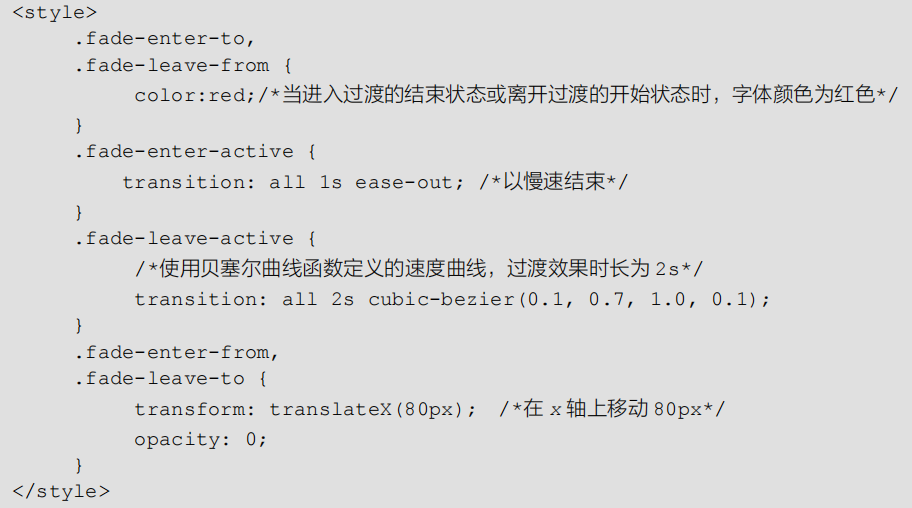 <style>
.fade-enter-to,
.fade-leave-from {
color:red;/*当进入过渡的结束状态或离开过渡的开始状态时，字体颜色为红色*/
}
.fade-enter-active {
transition: all 1s ease-out; /*以慢速结束*/
}
.fade-leave-active {
/*使用贝塞尔曲线函数定义的速度曲线，过渡效果时长为 2s*/
transition: all 2s cubic-bezier(0.1, 0.7, 1.0, 0.1);
}
.fade-enter-from,
.fade-leave-to {
transform: translateX(80px); /*在 x 轴上移动 80px*/
opacity: 0;
}
</style>